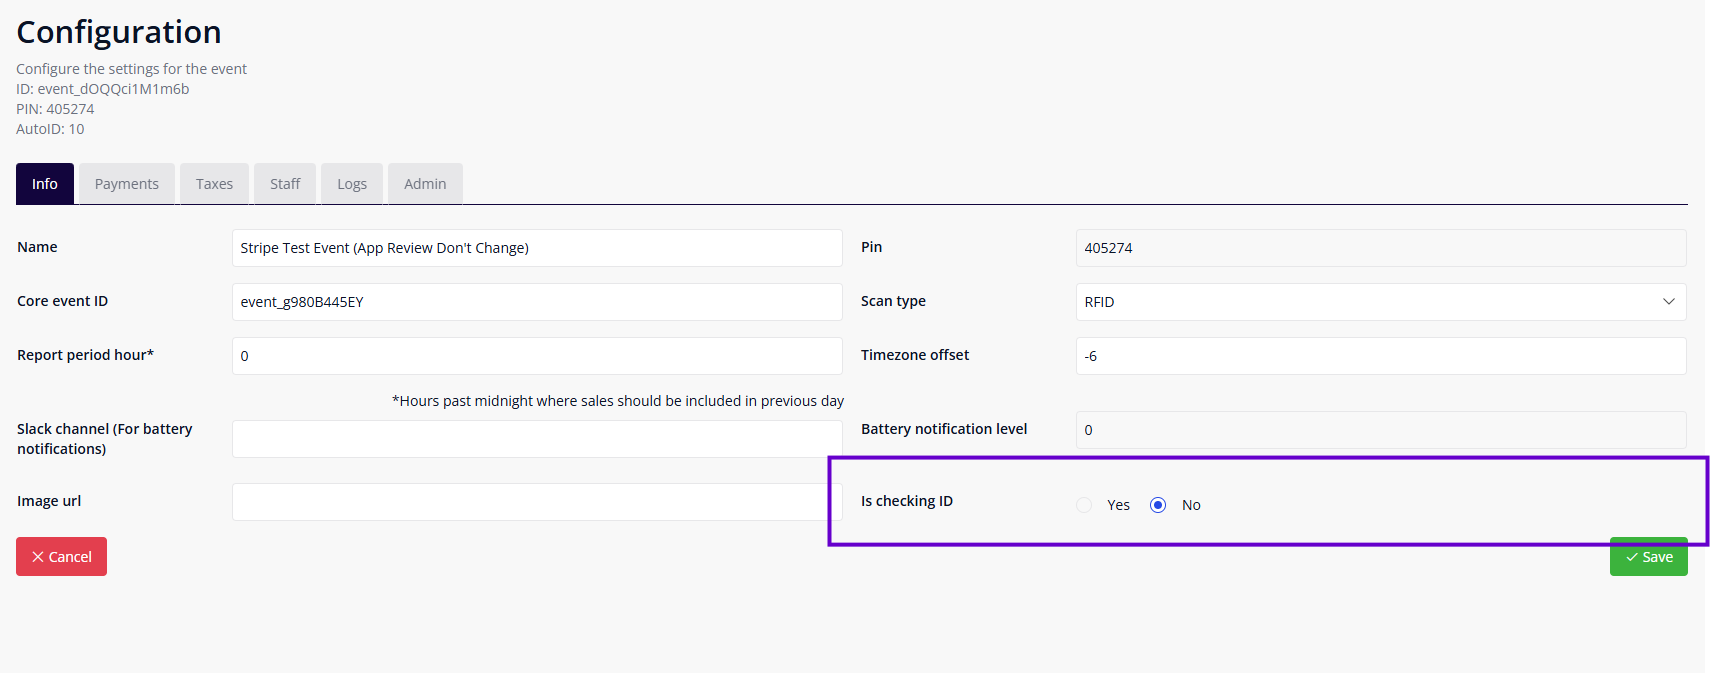 Configuration
Configure the settings for the event
ID: event_dOQQci1M1m6b
PIN: 405274
AutoID: 10
Info
Payments
Taxes
Staff
Logs
Admin
Name
Stripe Test Event (App Review Don't Change)
Pin
405274
Core event ID
event_g980B445EY
Scan type
RFID
Report period hour*
0
Timezone offset
-6
*Hours past midnight where sales should be included in previous day
Slack channel (For battery
notifications)
Battery notification level
0
Image url
Is checking ID
Yes
No
Cancel
Save